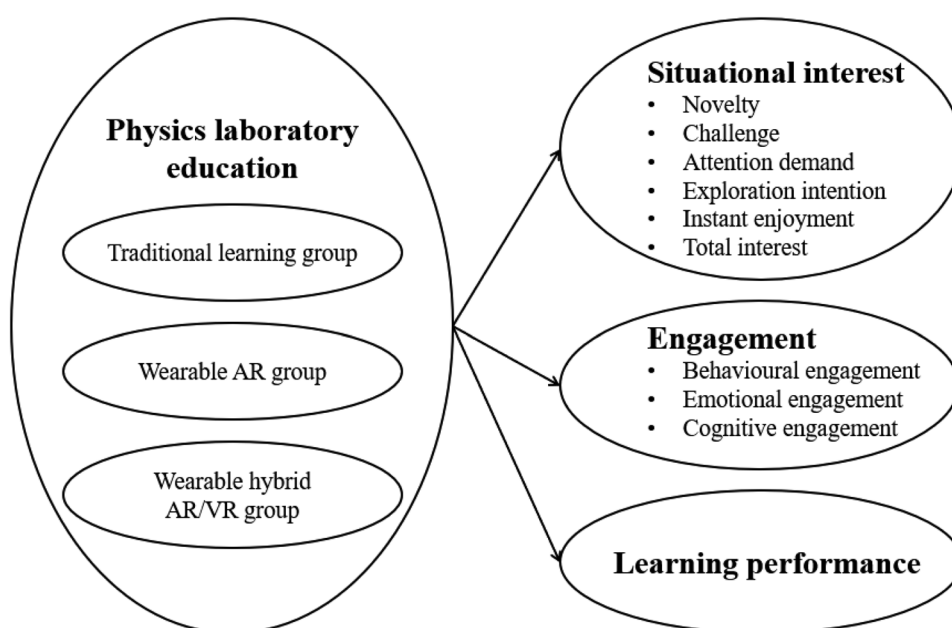 Physics laboratory
education
Traditional learning group
Wearable AR group
Wearable hybrid
AR/VR group
Situational interest
• Novelty
• Challenge
• Attention demand
• Exploration intention
• Instant enjoyment
• Total interest
Engagement
• Behavioural engagement
• Emotional engagement
• Cognitive engagement
Learning performance